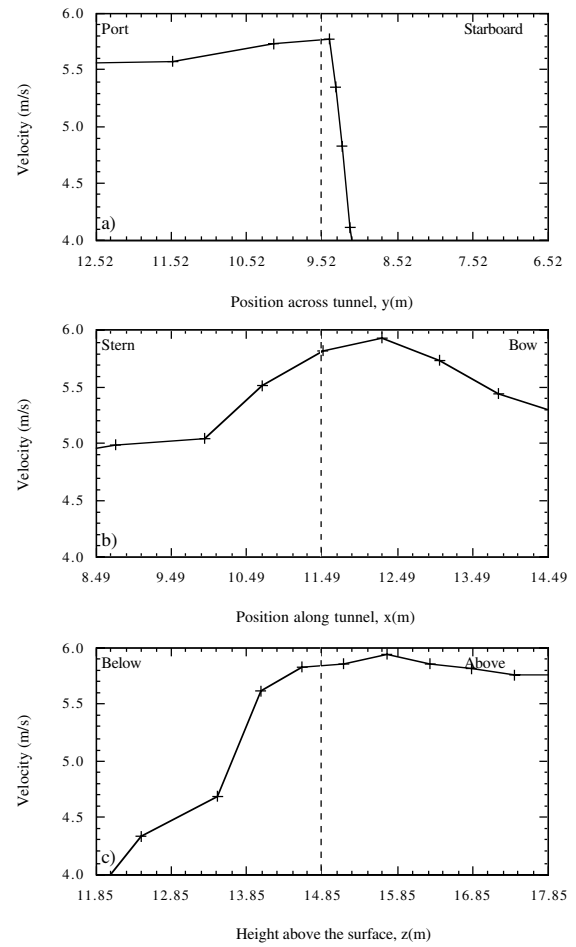 6.0
Port Starboard
5.5
5.0
4.5
a)
4.0
12.52 11.52 10.52 9.52 8.52 7.52 6.52
Velocity (m/s)
Position across tunnel, y(m)
6.0
Stern Bow
5.5
5.0
4.5
b)
4.0
8.49 9.49 10.49 11.49 12.49 13.49 14.49
Velocity (m/s)
Position along tunnel, x(m)
6.0
Below Above
5.5
5.0
4.5
c)
4.0
11.85 12.85 13.85 14.85 15.85 16.85 17.85
Velocity (m/s)
Height above the surface, z(m)